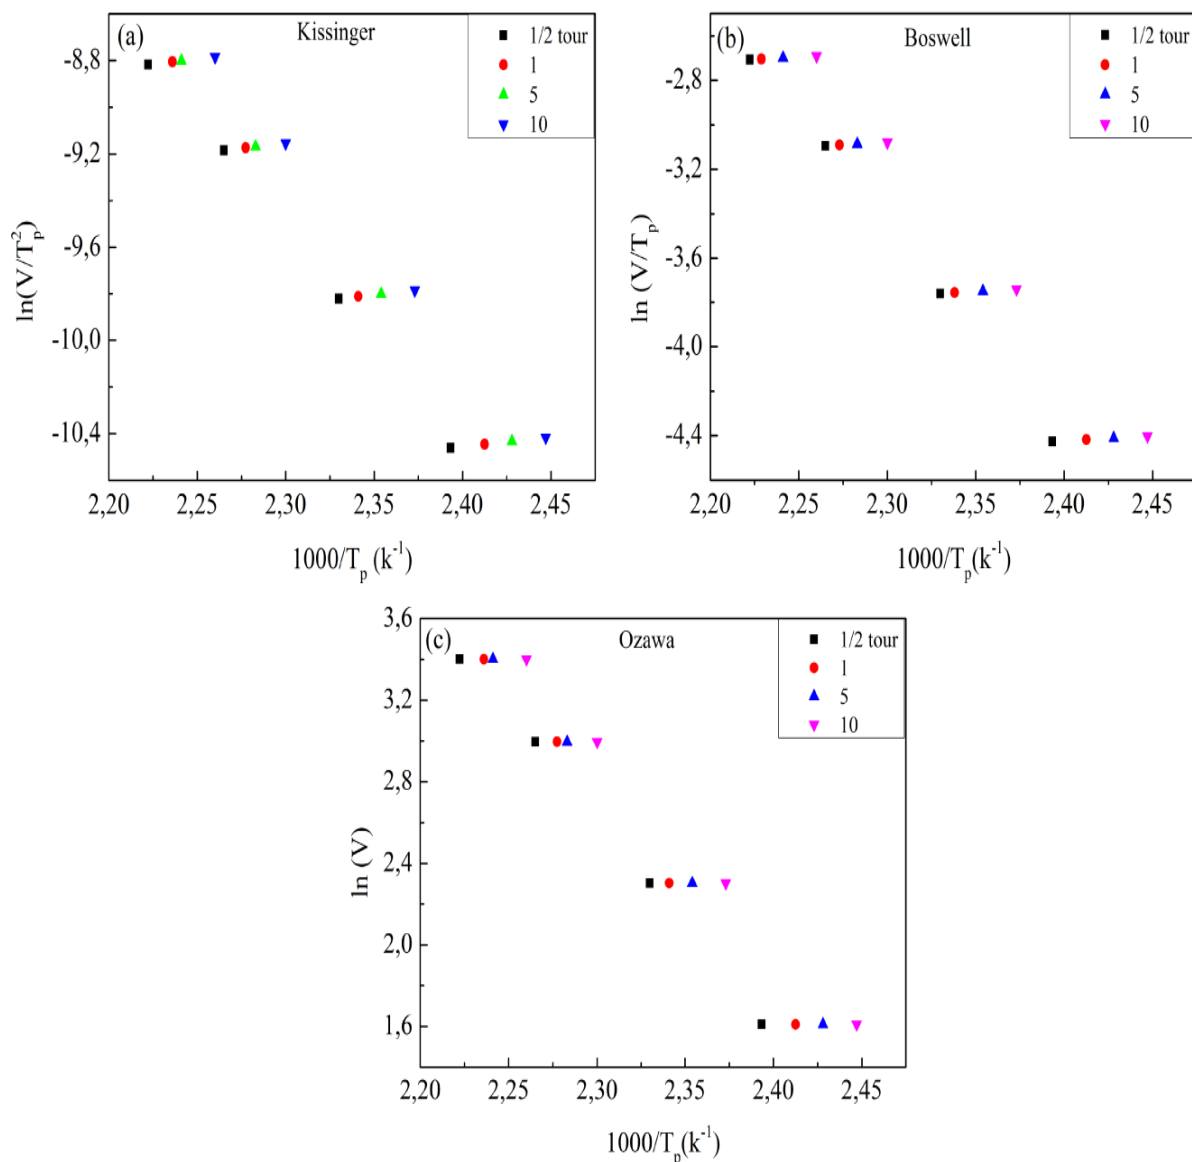 (a)
Kissinger
1/2 tour
1
5
10
-8,8
-9,2
-9,6
-10,0
-10,4
ln(V/T_p^2)
2,20 2,25 2,30 2,35 2,40 2,45
1000/T_p (k^-1)
(b)
Boswell
1/2 tour
1
5
10
-2,8
-3,2
-3,6
-4,0
-4,4
ln (V/T_p)
2,20 2,25 2,30 2,35 2,40 2,45
1000/T_p(k^-1)
(c)
Ozawa
1/2 tour
1
5
10
3,6
3,2
2,8
2,4
2,0
1,6
ln (V)
2,20 2,25 2,30 2,35 2,40 2,45
1000/T_p(k^-1)